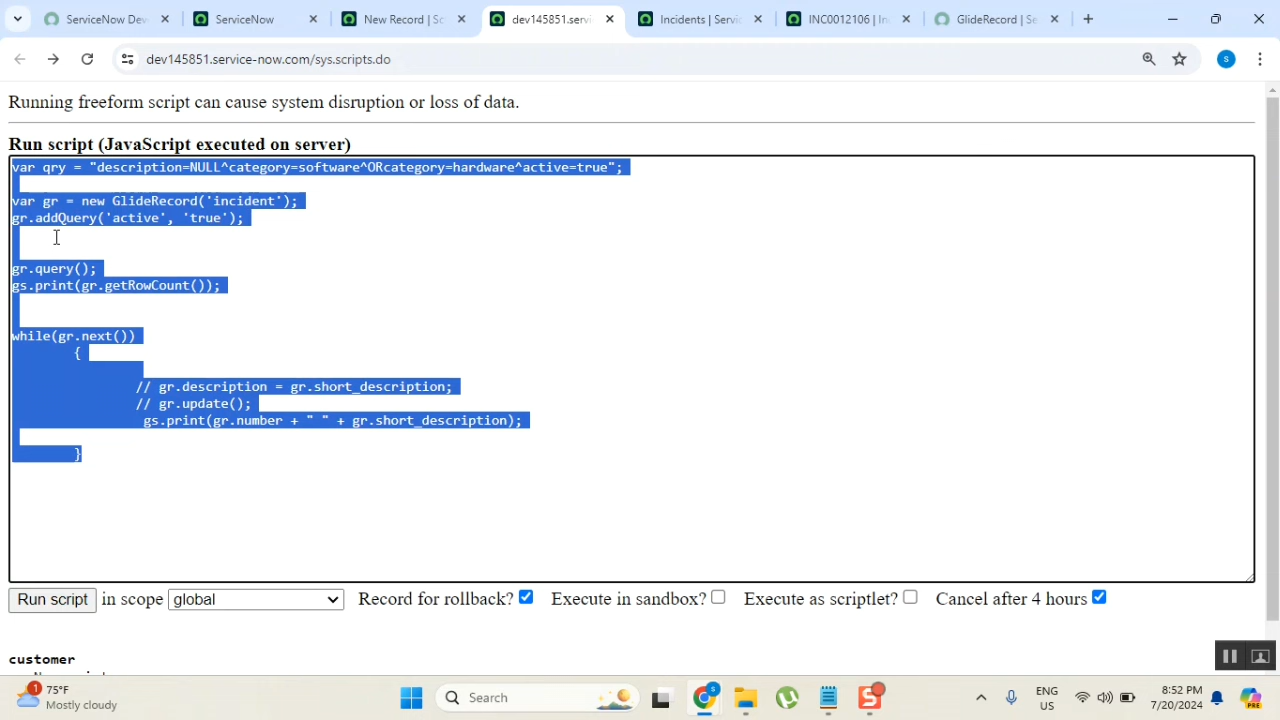 ServiceNow Dev
ServiceNow
New Record | Sc
dev145851.servi
Incidents | Servic
INC0012106 | In
GlideRecord | Se
dev145851.service-now.com/sys.scripts.do
S
Running freeform script can cause system disruption or loss of data.
Run script (JavaScript executed on server)
var qry = "description=NULL^category=software^ORcategory=hardware^active=true";
var gr = new GlideRecord('incident');
gr.addQuery('active', 'true');
gr.query();
gs.print(gr.getRowCount());
while(gr.next())
{
// gr.description = gr.short_description;
// gr.update();
gs.print(gr.number + " " + gr.short_description);
}
Run script in scope global Record for rollback? Execute in sandbox? Execute as scriptlet? Cancel after 4 hours
customer
1 75°F
Mostly cloudy
Search
ENG
US
8:52 PM
7/20/2024
PRE